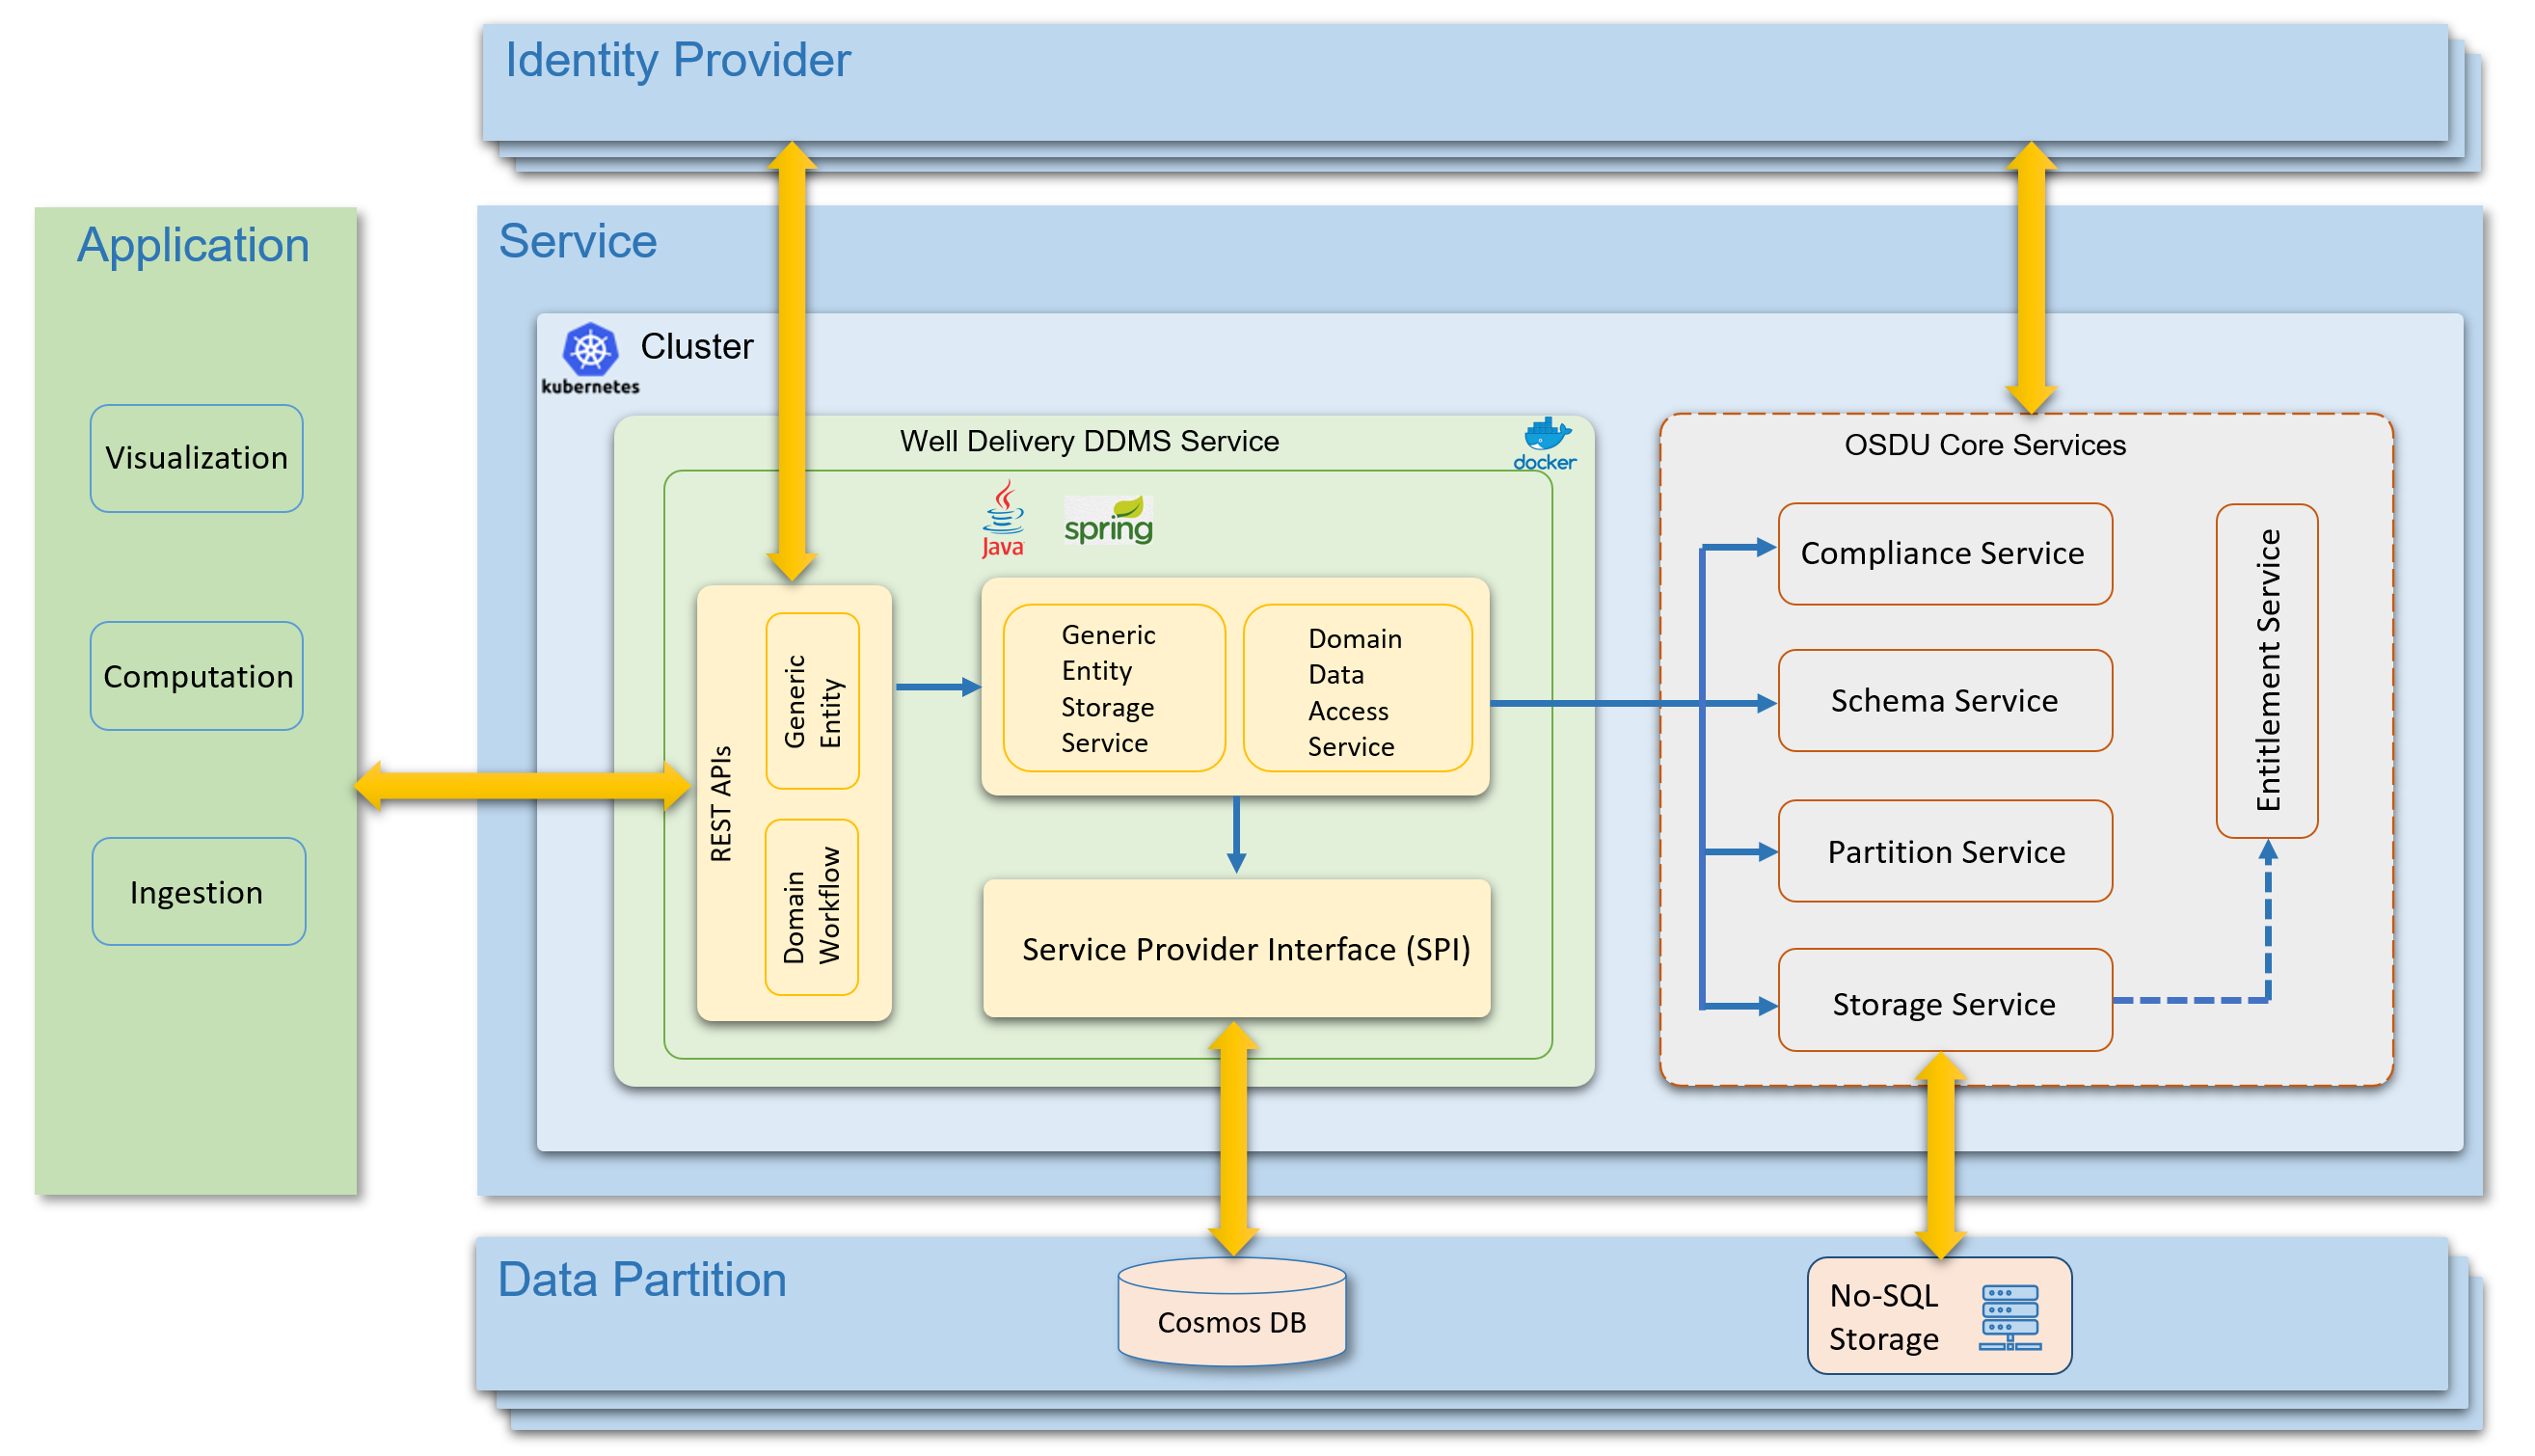 Identity Provider
Application
Service
kubernetes
Cluster
Well Delivery DDMS Service
docker
Java
spring
OSDU Core Services
Visualization
Computation
Ingestion
REST APIs
Generic
Entity
Domain
Workflow
Generic
Entity
Storage
Service
Domain
Data
Access
Service
Service Provider Interface (SPI)
Compliance Service
Schema Service
Partition Service
Storage Service
Entitlement Service
Data Partition
Cosmos DB
No-SQL
Storage